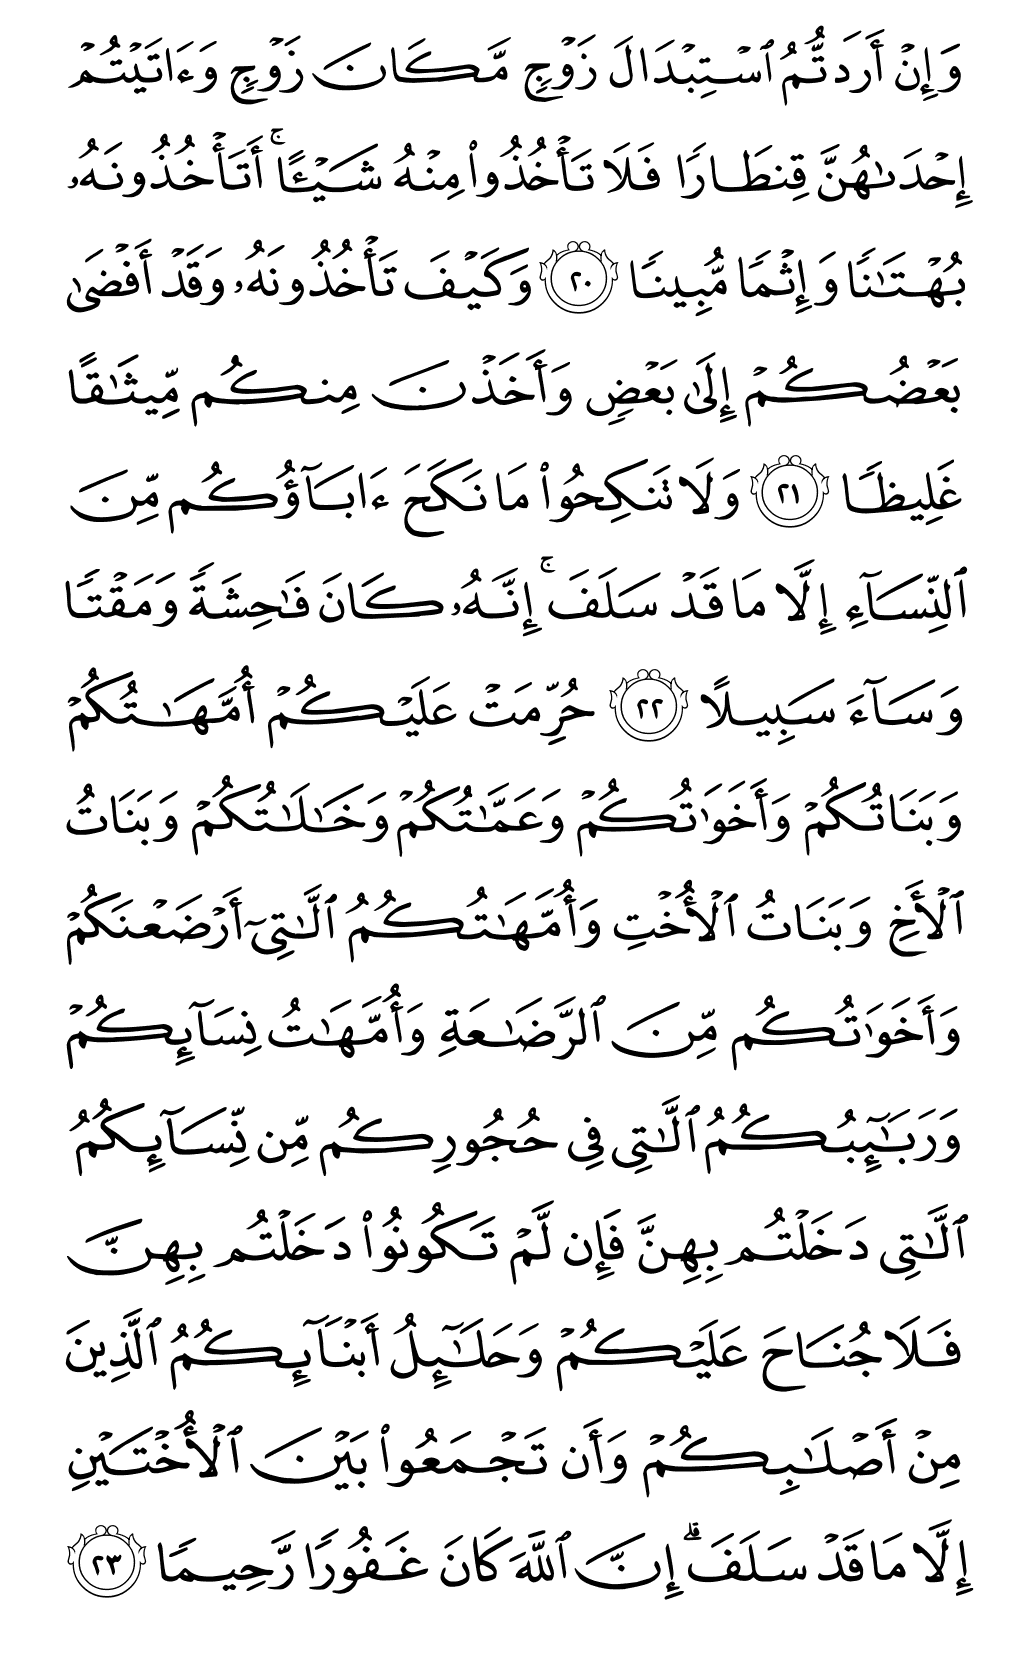 وَإِنْ أَرَدتُّمُ ٱسْتِبْدَالَ زَوْجٍ مَّكَانَ زَوْجٍ وَءَاتَيْتُمْ
إِحْدَىٰهُنَّ قِنطَارًا فَلَا تَأْخُذُوا۟ مِنْهُ شَيْـًٔا ۚ أَتَأْخُذُونَهُۥ
بُهْتَـٰنًا وَإِثْمًا مُّبِينًا ٢٠ وَكَيْفَ تَأْخُذُونَهُۥ وَقَدْ أَفْضَىٰ
بَعْضُكُمْ إِلَىٰ بَعْضٍ وَأَخَذْنَ مِنكُم مِّيثَـٰقًا
غَلِيظًا ٢١ وَلَا تَنكِحُوا۟ مَا نَكَحَ ءَابَآؤُكُم مِّنَ
ٱلنِّسَآءِ إِلَّا مَا قَدْ سَلَفَ ۚ إِنَّهُۥ كَانَ فَـٰحِشَةً وَمَقْتًا
وَسَآءَ سَبِيلًا ٢٢ حُرِّمَتْ عَلَيْكُمْ أُمَّهَـٰتُكُمْ
وَبَنَاتُكُمْ وَأَخَوَٰتُكُمْ وَعَمَّـٰتُكُمْ وَخَـٰلَـٰتُكُمْ وَبَنَاتُ
ٱلْأَخِ وَبَنَاتُ ٱلْأُخْتِ وَأُمَّهَـٰتُكُمُ ٱلَّـٰتِىٓ أَرْضَعْنَكُمْ
وَأَخَوَٰتُكُم مِّنَ ٱلرَّضَـٰعَةِ وَأُمَّهَـٰتُ نِسَآئِكُمْ
وَرَبَـٰٓئِبُكُمُ ٱلَّـٰتِى فِى حُجُورِكُم مِّن نِّسَآئِكُمُ
ٱلَّـٰتِى دَخَلْتُم بِهِنَّ فَإِن لَّمْ تَكُونُوا۟ دَخَلْتُم بِهِنَّ
فَلَا جُنَاحَ عَلَيْكُمْ وَحَلَـٰٓئِلُ أَبْنَآئِكُمُ ٱلَّذِينَ
مِنْ أَصْلَـٰبِكُمْ وَأَن تَجْمَعُوا۟ بَيْنَ ٱلْأُخْتَيْنِ
إِلَّا مَا قَدْ سَلَفَ ۗ إِنَّ ٱللَّهَ كَانَ غَفُورًا رَّحِيمًا ٢٣